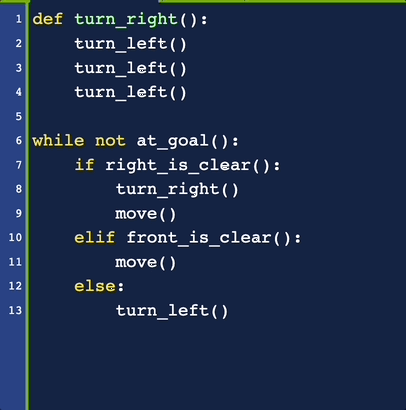 1 def turn_right():
2     turn_left()
3     turn_left()
4     turn_left()
5
6 while not at_goal():
7     if right_is_clear():
8         turn_right()
9         move()
10     elif front_is_clear():
11         move()
12     else:
13         turn_left()